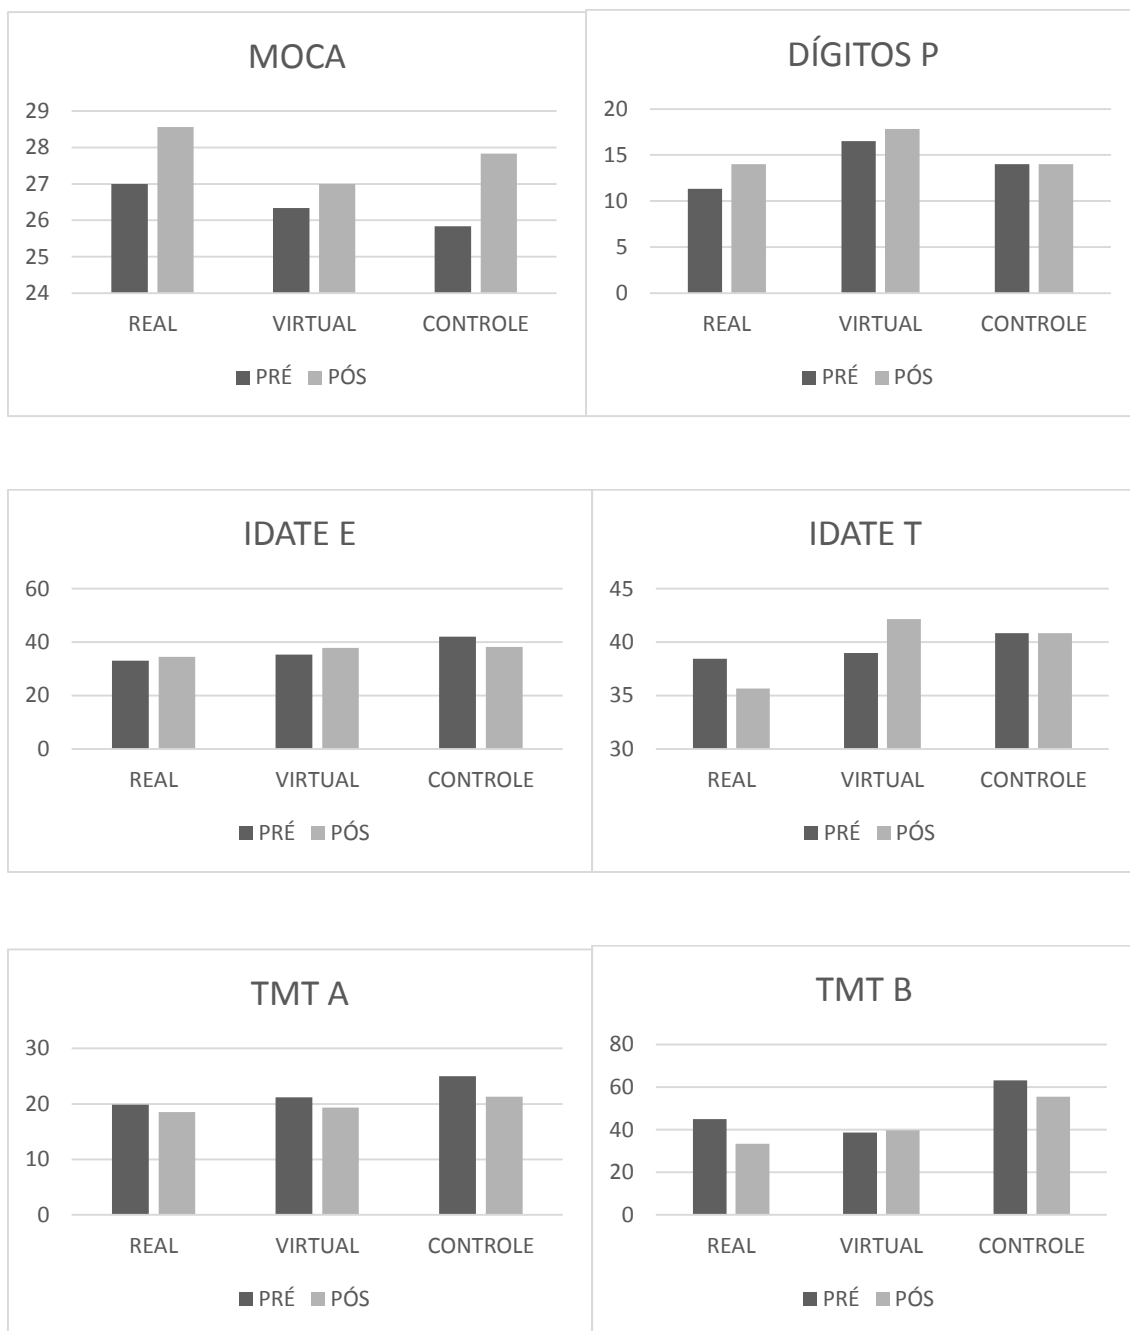 MOCA
29
28
27
26
25
24
REAL VIRTUAL CONTROLE
PRÉ PÓS
DÍGITOS P
20
15
10
5
0
REAL VIRTUAL CONTROLE
PRÉ PÓS
IDATE E
60
40
20
0
REAL VIRTUAL CONTROLE
PRÉ PÓS
IDATE T
45
40
35
30
REAL VIRTUAL CONTROLE
PRÉ PÓS
TMT A
30
20
10
0
REAL VIRTUAL CONTROLE
PRÉ PÓS
TMT B
80
60
40
20
0
REAL VIRTUAL CONTROLE
PRÉ PÓS